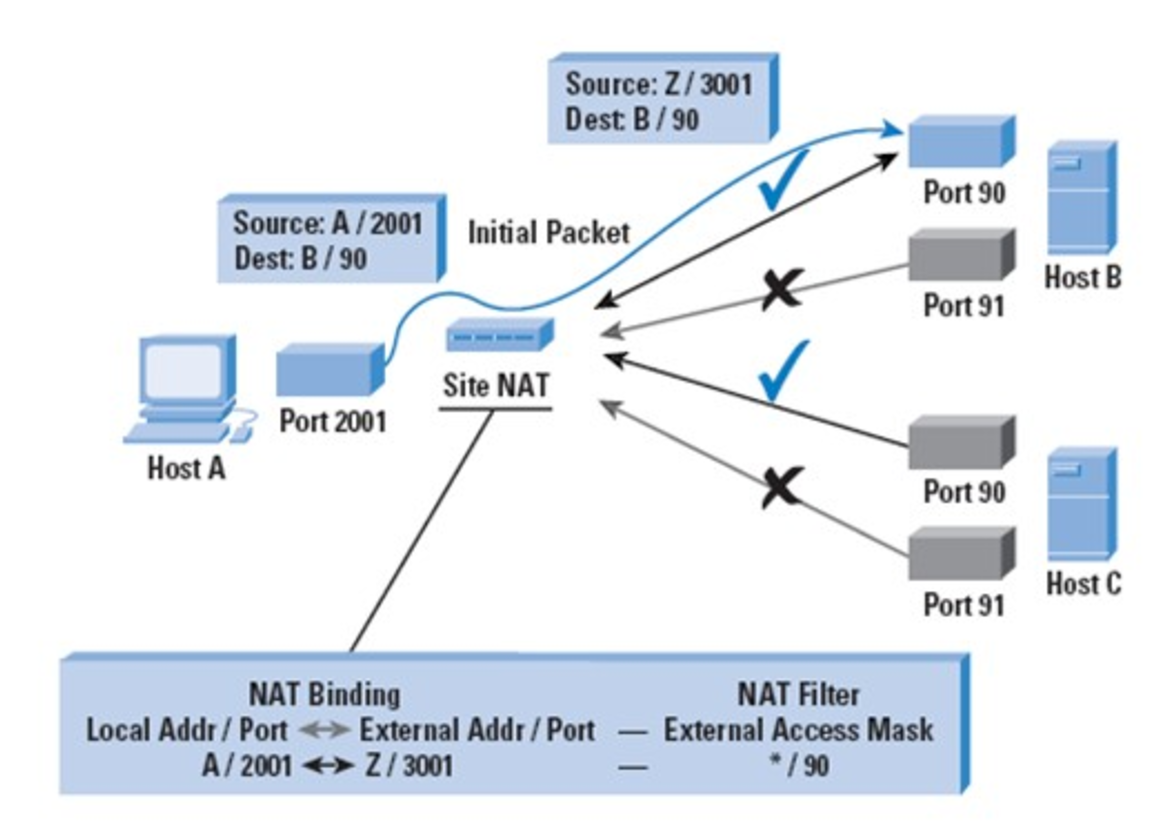 Source: Z / 3001
Dest: B / 90
Source: A / 2001
Dest: B / 90
Initial Packet
Port 90
Host B
Port 91
Site NAT
Port 2001
Host A
Port 90
Host C
Port 91
NAT Binding
NAT Filter
Local Addr / Port ↔ External Addr / Port — External Access Mask
A / 2001 ↔ Z / 3001 — * / 90